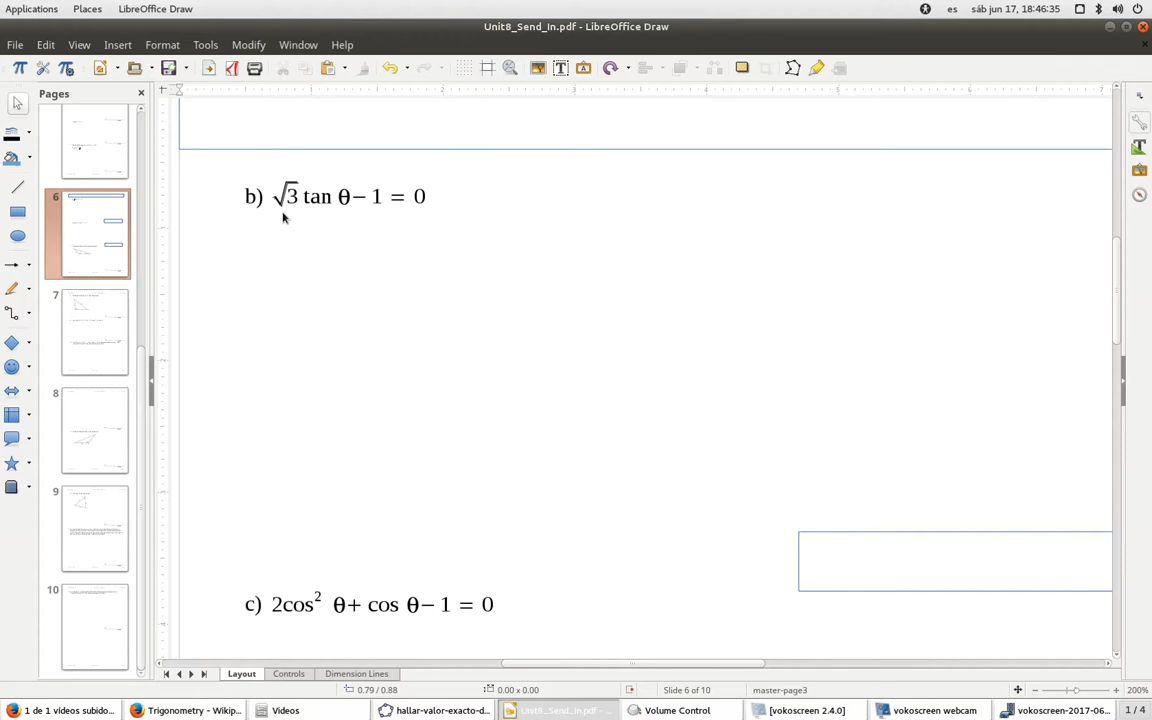 Applications Places LibreOffice Draw es sáb jun 17, 18:46:35
Unit8_Send_In.pdf - LibreOffice Draw
File Edit View Insert Format Tools Modify Window Help
Pages
b) √3 tan θ− 1 = 0
c) 2cos² θ+ cos θ− 1 = 0
6
7
8
9
10
Layout Controls Dimension Lines
0.79 / 0.88 0.00 x 0.00 Slide 6 of 10 master-page3 200%
1 de 1 vídeos subido... Trigonometry - Wikip... Videos hallar-valor-exacto-d... Unit8_Send_In.pdf - ... Volume Control [vokoscreen 2.4.0] vokoscreen webcam vokoscreen-2017-06... 1 / 4